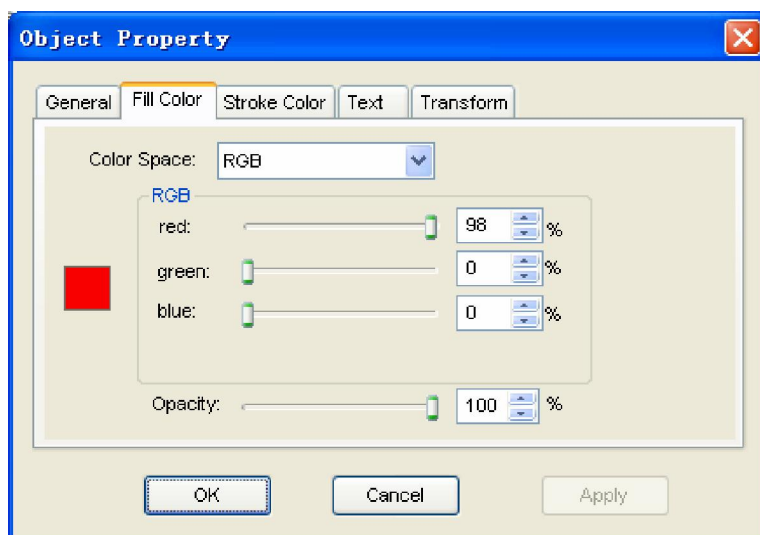 Object Property
General Fill Color Stroke Color Text Transform
Color Space: RGB
RGB
red: 98 %
green: 0 %
blue: 0 %
Opacity: 100 %
OK Cancel Apply